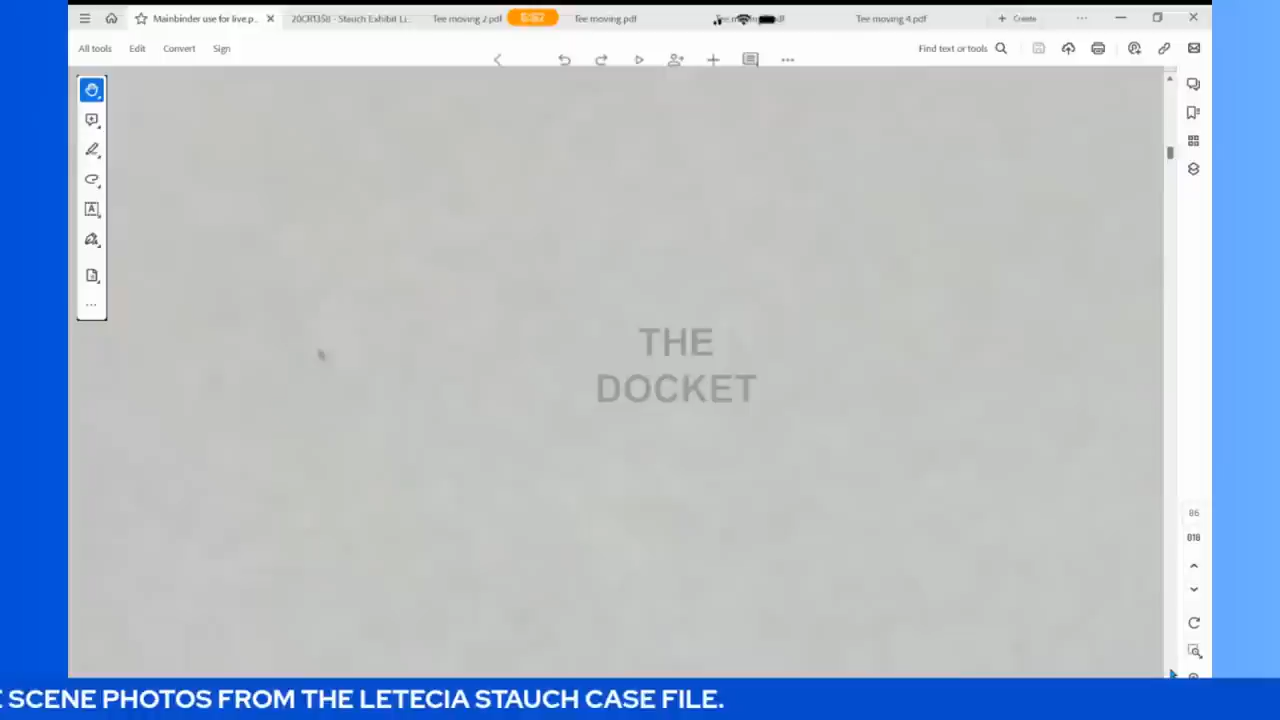 Mainbinder use for live.p...
20CR1358 - Stauch Exhibit Li...
Tee moving 2.pdf
Tee moving.pdf
Tee moving 4.pdf
Create
All tools
Edit
Convert
Sign
Find text or tools
THE
DOCKET
86
818
SCENE PHOTOS FROM THE LETECIA STAUCH CASE FILE.